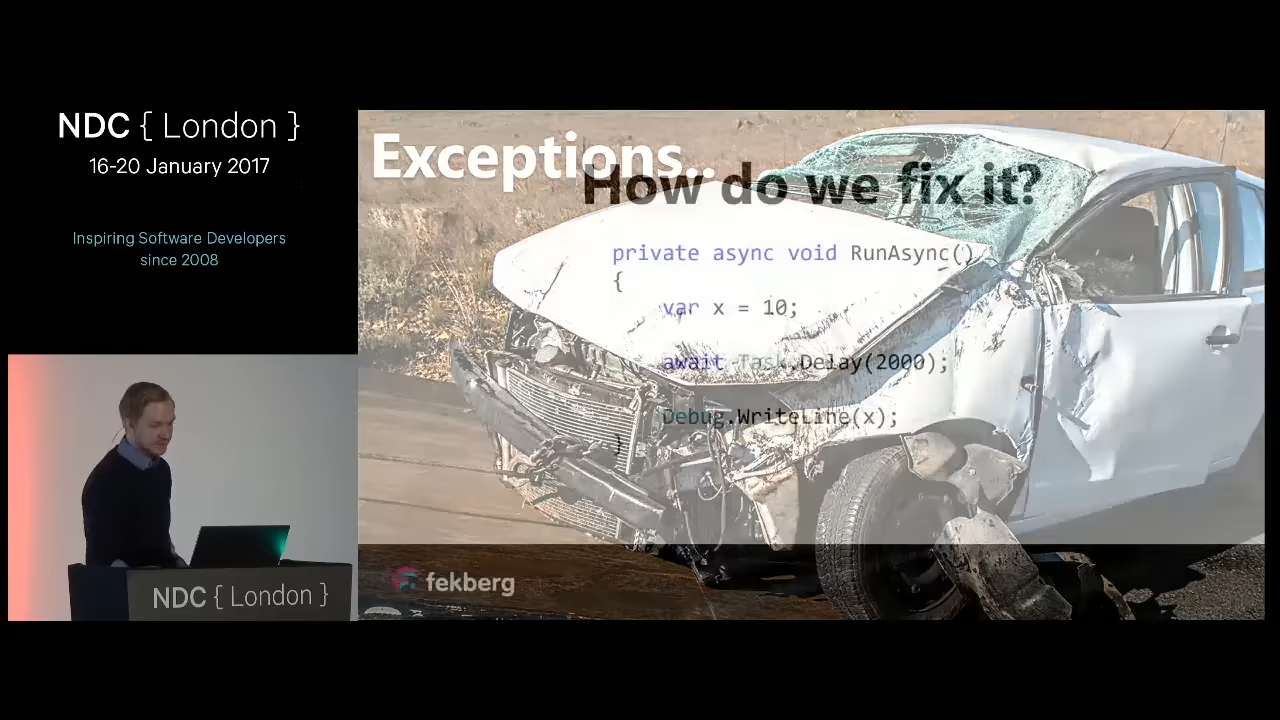 NDC { London }
16-20 January 2017
Inspiring Software Developers
since 2008
Exceptions..
How do we fix it?
private async void RunAsync()
{
var x = 10;
await Task.Delay(2000);
Debug.WriteLine(x);
}
fekberg
NDC { London }